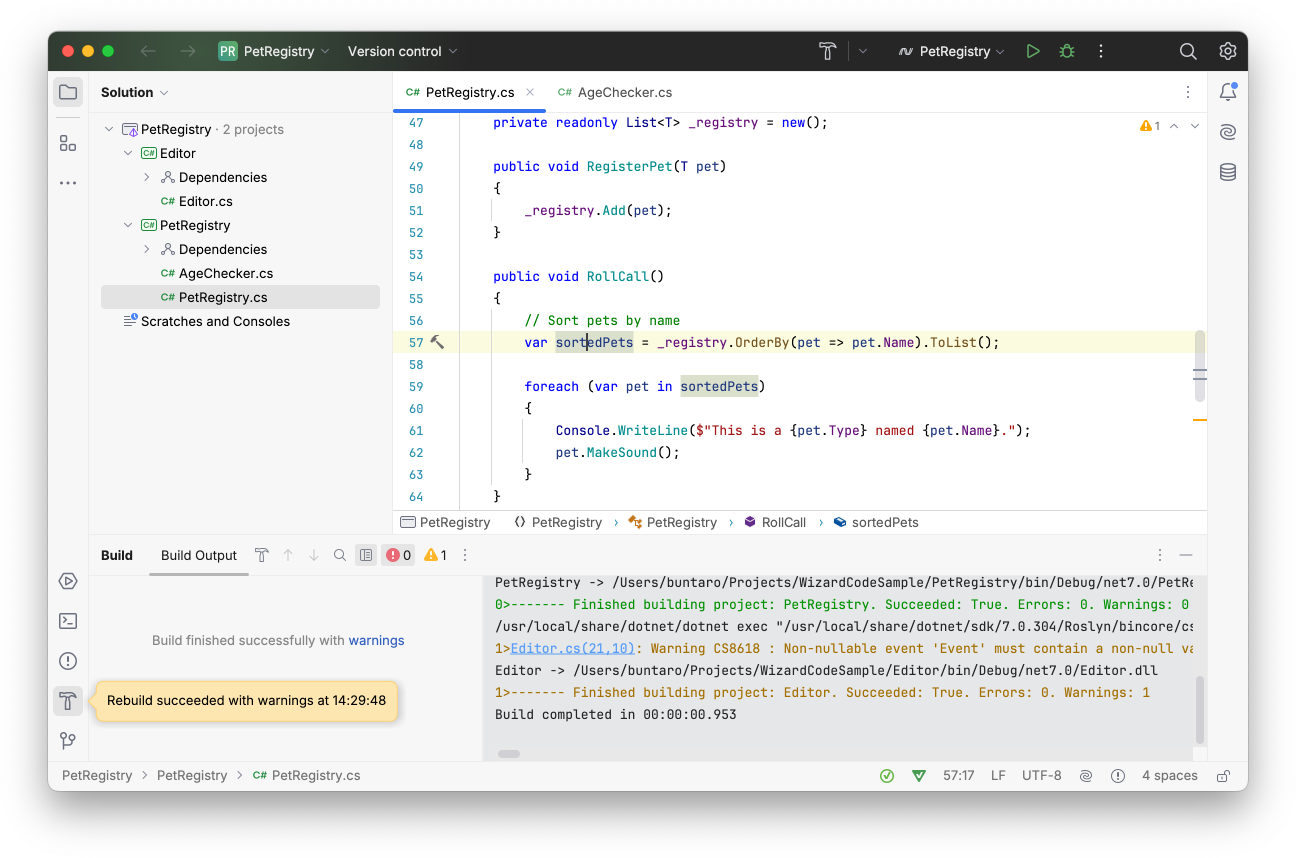 PR PetRegistry Version control PetRegistry
Solution
C# PetRegistry.cs C# AgeChecker.cs
PetRegistry · 2 projects
C# Editor
Dependencies
C# Editor.cs
C# PetRegistry
Dependencies
C# AgeChecker.cs
C# PetRegistry.cs
Scratches and Consoles
1
47 private readonly List<T> _registry = new();
48
49 public void RegisterPet(T pet)
50 {
51 _registry.Add(pet);
52 }
53
54 public void RollCall()
55 {
56 // Sort pets by name
57 var sortedPets = _registry.OrderBy(pet => pet.Name).ToList();
58
59 foreach (var pet in sortedPets)
60 {
61 Console.WriteLine($"This is a {pet.Type} named {pet.Name}.");
62 pet.MakeSound();
63 }
64 }
PetRegistry PetRegistry PetRegistry RollCall sortedPets
Build Build Output 0 1
Build finished successfully with warnings
Rebuild succeeded with warnings at 14:29:48
PetRegistry -> /Users/buntaro/Projects/WizardCodeSample/PetRegistry/bin/Debug/net7.0/PetRe
0>------- Finished building project: PetRegistry. Succeeded: True. Errors: 0. Warnings: 0
/usr/local/share/dotnet/dotnet exec "/usr/local/share/dotnet/sdk/7.0.304/Roslyn/bincore/cs
1>Editor.cs(21,10): Warning CS8618 : Non-nullable event 'Event' must contain a non-null va
Editor -> /Users/buntaro/Projects/WizardCodeSample/Editor/bin/Debug/net7.0/Editor.dll
1>------- Finished building project: Editor. Succeeded: True. Errors: 0. Warnings: 1
Build completed in 00:00:00.953
PetRegistry > PetRegistry > C# PetRegistry.cs 57:17 LF UTF-8 4 spaces